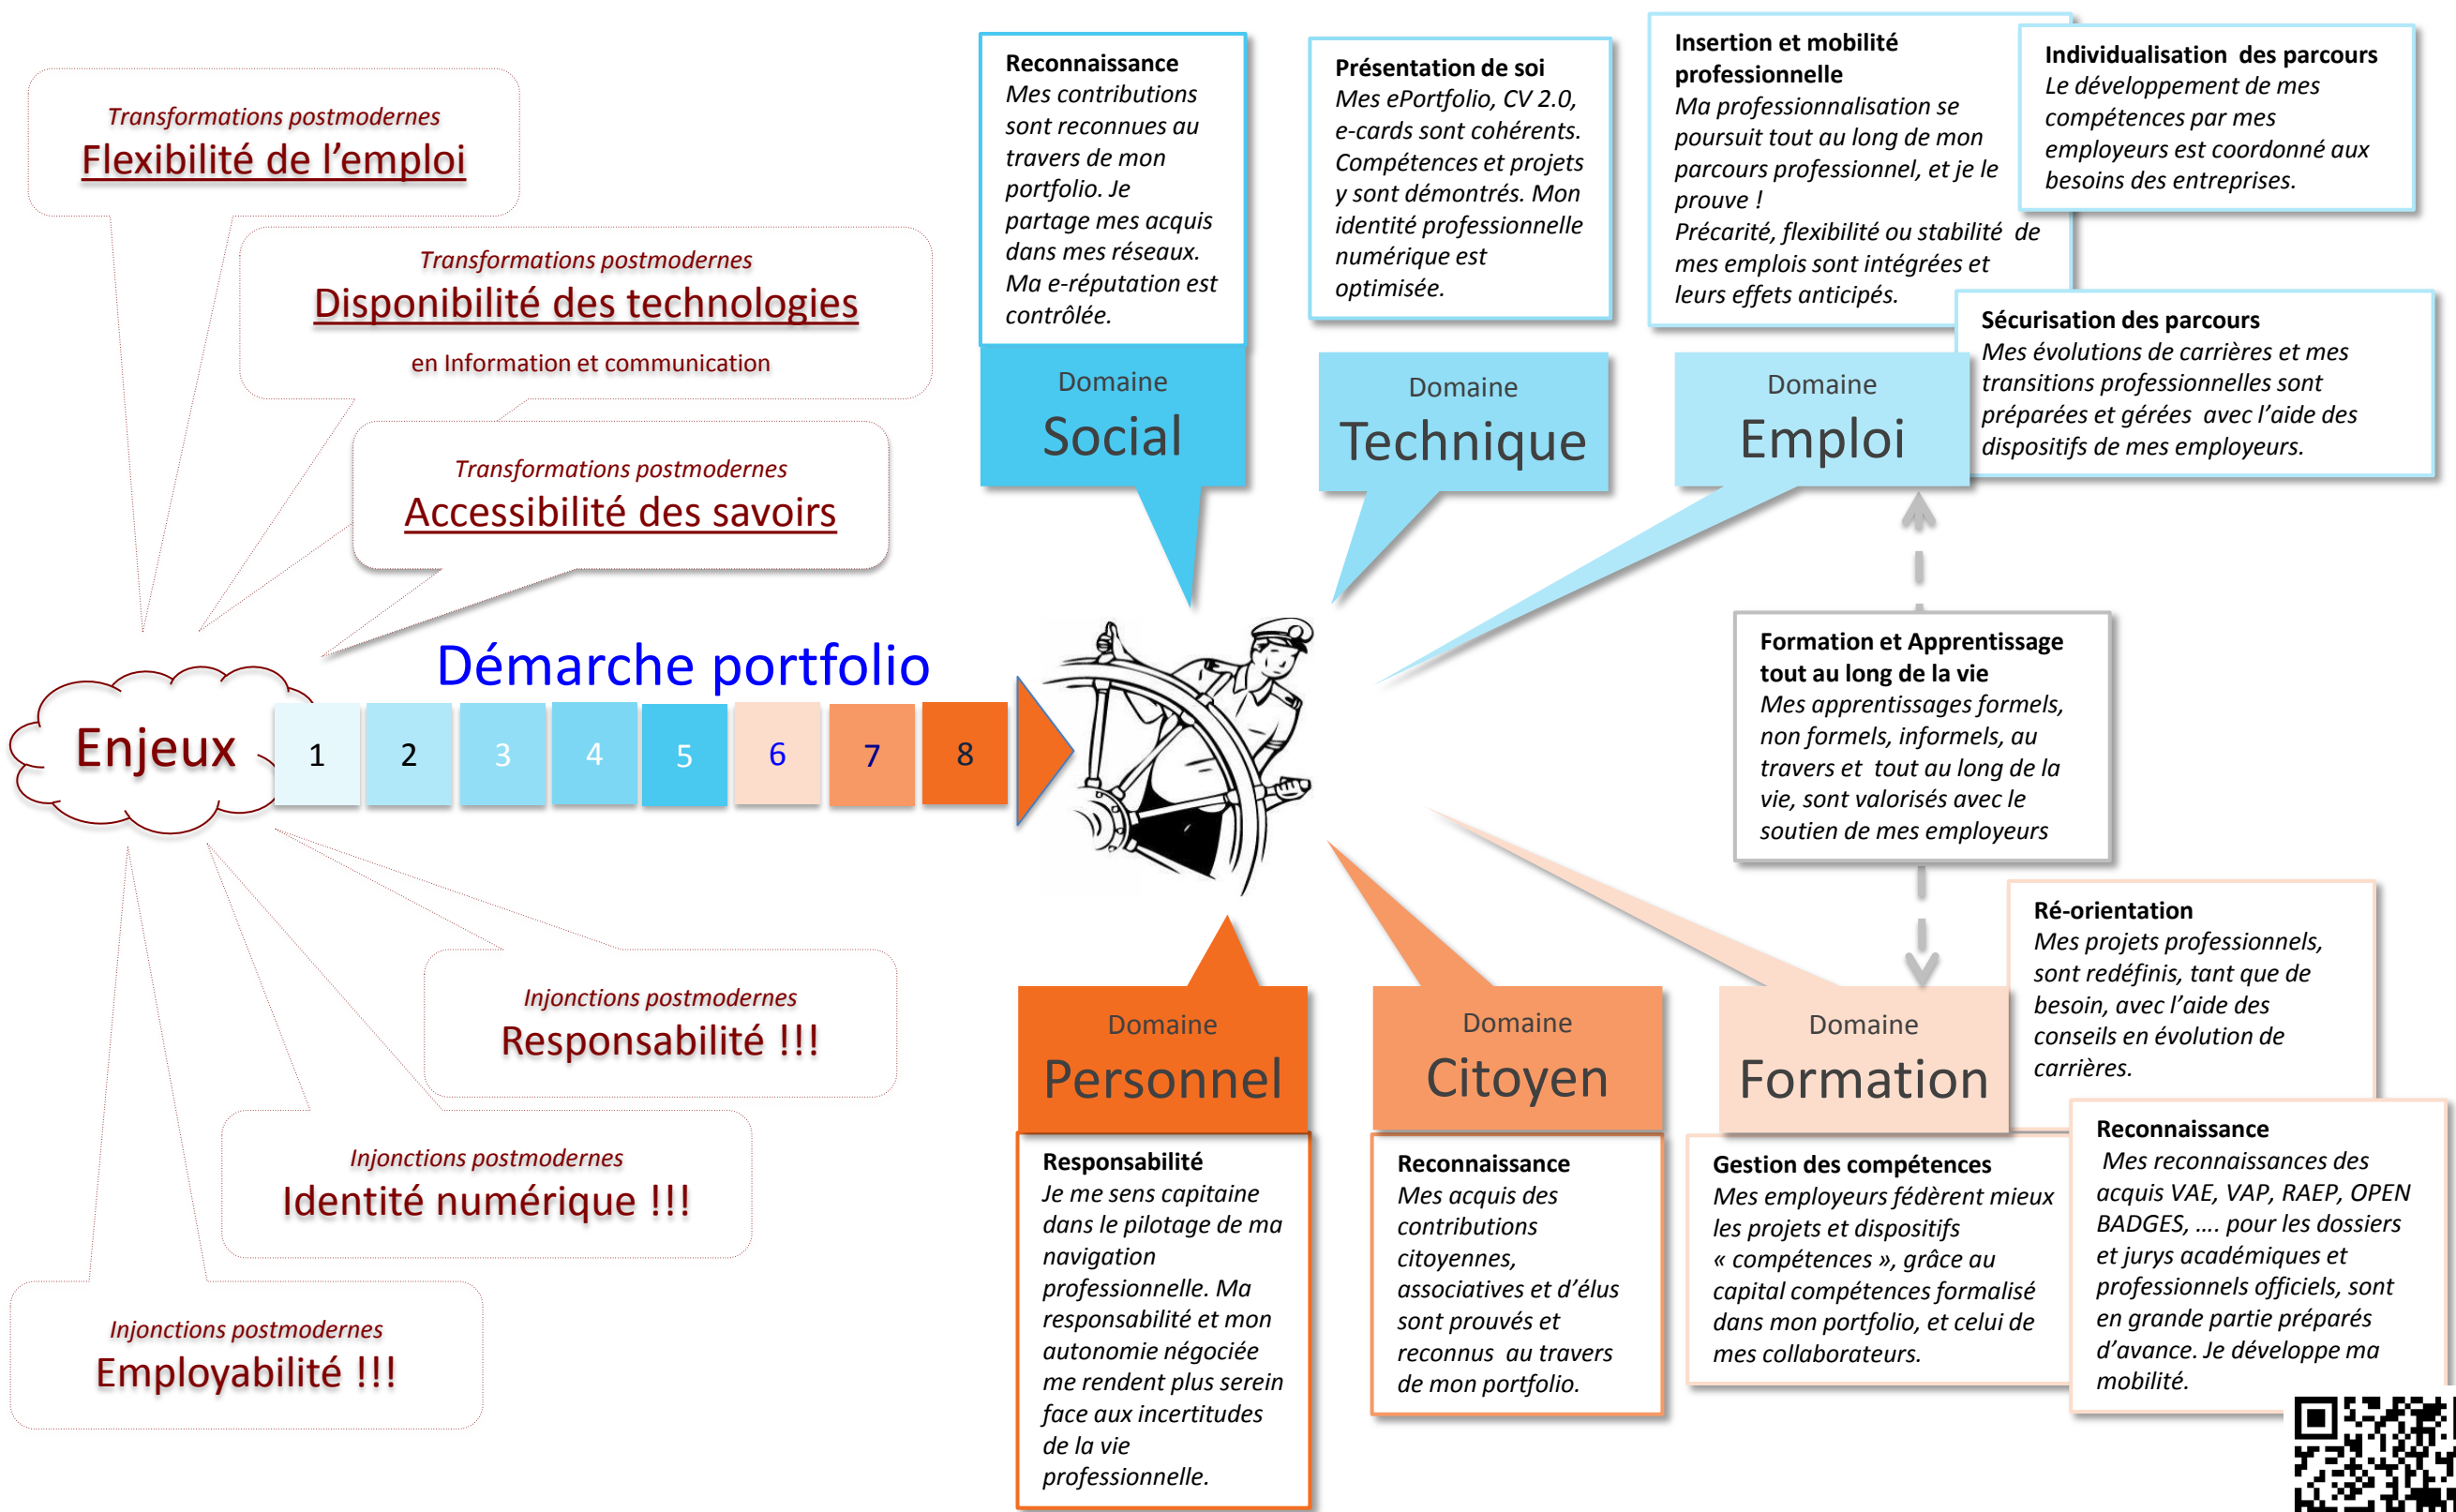 Transformations postmodernes
Flexibilité de l'emploi
Transformations postmodernes
Disponibilité des technologies
en Information et communication
Transformations postmodernes
Accessibilité des savoirs
Enjeux
Démarche portfolio
1 2 3 4 5 6 7 8
Injonctions postmodernes
Responsabilité !!!
Injonctions postmodernes
Identité numérique !!!
Injonctions postmodernes
Employabilité !!!
Reconnaissance
Mes contributions
sont reconnues au
travers de mon
portfolio. Je
partage mes acquis
dans mes réseaux.
Ma e-réputation est
contrôlée.
Domaine
Social
Présentation de soi
Mes ePortfolio, CV 2.0,
e-cards sont cohérents.
Compétences et projets
y sont démontrés. Mon
identité professionnelle
numérique est
optimisée.
Domaine
Technique
Insertion et mobilité
professionnelle
Ma professionnalisation se
poursuit tout au long de mon
parcours professionnel, et je le
prouve !
Précarité, flexibilité ou stabilité de
mes emplois sont intégrées et
leurs effets anticipés.
Domaine
Emploi
Individualisation des parcours
Le développement de mes
compétences par mes
employeurs est coordonné aux
besoins des entreprises.
Sécurisation des parcours
Mes évolutions de carrières et mes
transitions professionnelles sont
préparées et gérées avec l'aide des
dispositifs de mes employeurs.
Formation et Apprentissage
tout au long de la vie
Mes apprentissages formels,
non formels, informels, au
travers et tout au long de la
vie, sont valorisés avec le
soutien de mes employeurs
Domaine
Personnel
Responsabilité
Je me sens capitaine
dans le pilotage de ma
navigation
professionnelle. Ma
responsabilité et mon
autonomie négociée
me rendent plus serein
face aux incertitudes
de la vie
professionnelle.
Domaine
Citoyen
Reconnaissance
Mes acquis des
contributions
citoyennes,
associatives et d'élus
sont prouvés et
reconnus au travers
de mon portfolio.
Domaine
Formation
Gestion des compétences
Mes employeurs fédèrent mieux
les projets et dispositifs
« compétences », grâce au
capital compétences formalisé
dans mon portfolio, et celui de
mes collaborateurs.
Ré-orientation
Mes projets professionnels,
sont redéfinis, tant que de
besoin, avec l'aide des
conseils en évolution de
carrières.
Reconnaissance
Mes reconnaissances des
acquis VAE, VAP, RAEP, OPEN
BADGES, .... pour les dossiers
et jurys académiques et
professionnels officiels, sont
en grande partie préparés
d'avance. Je développe ma
mobilité.